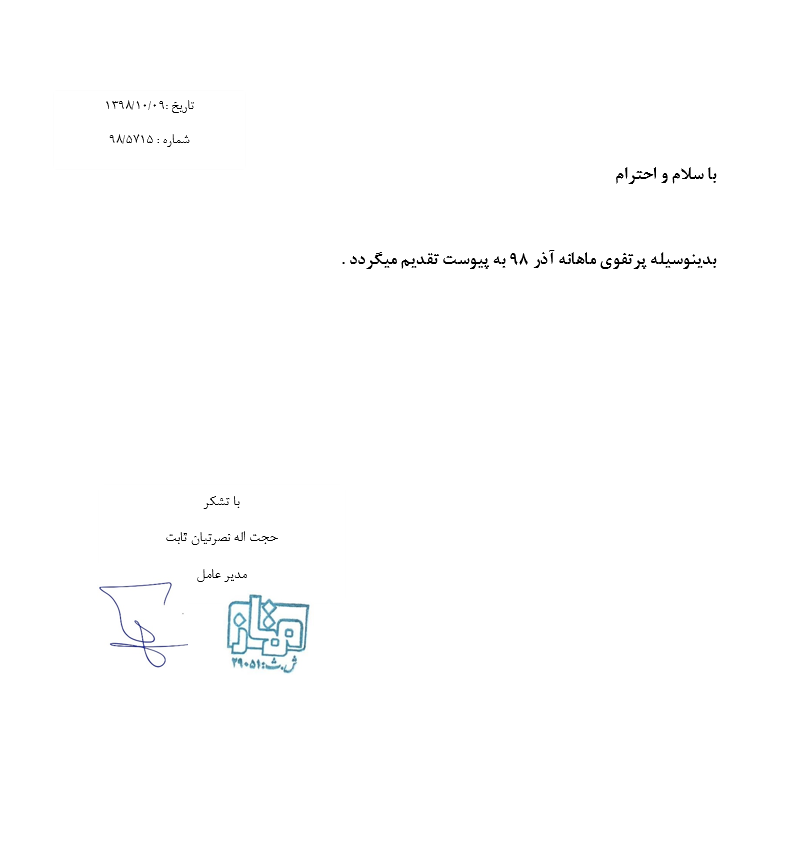 تاریخ :۱۳۹۸/۱۰/۰۹
شماره : ۹۸/۵۷۱۵
با سلام و احترام
بدینوسیله پرتفوی ماهانه آذر ۹۸ به پیوست تقدیم میگردد .
با تشکر
حجت اله نصرتیان ثابت
مدیر عامل
ممتاز
ش.ث:۲۹۰۵۱